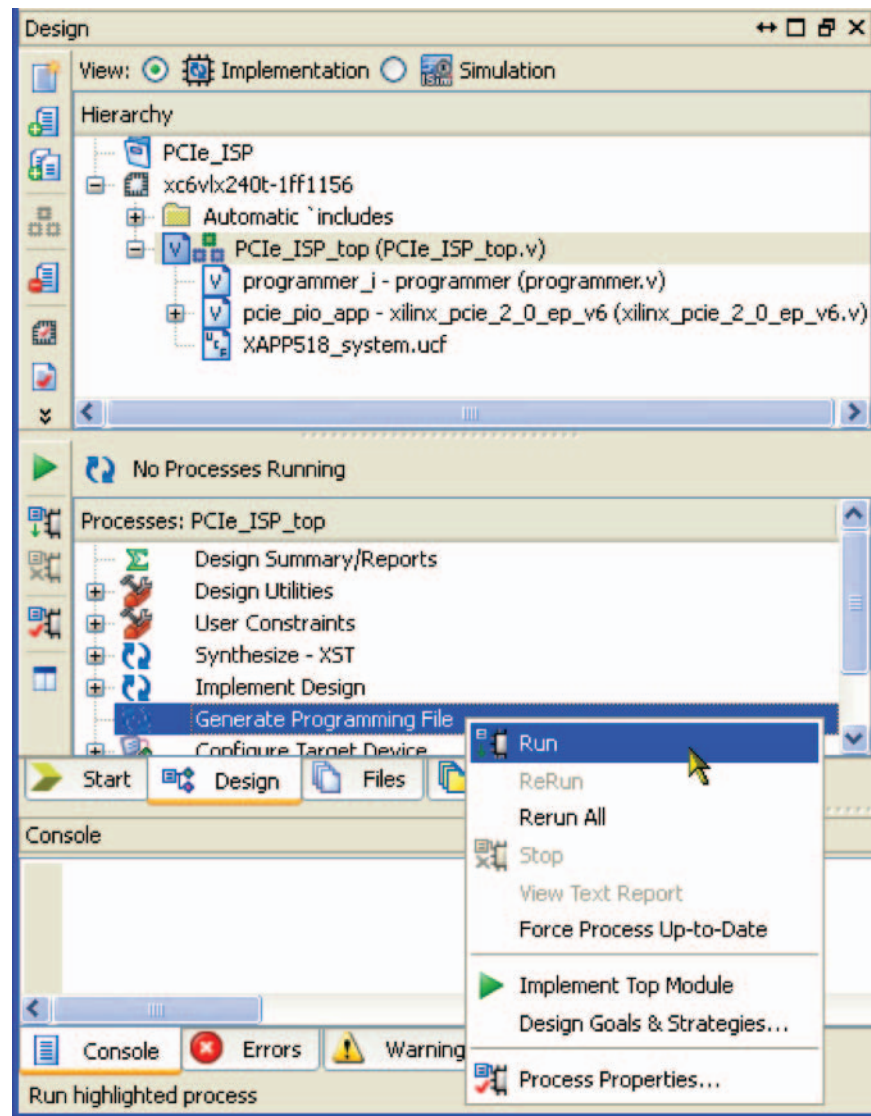 Design
View: Implementation Simulation
Hierarchy
PCIe_ISP
xc6vlx240t-1ff1156
Automatic `includes
PCIe_ISP_top (PCIe_ISP_top.v)
programmer_i - programmer (programmer.v)
pcie_pio_app - xilinx_pcie_2_0_ep_v6 (xilinx_pcie_2_0_ep_v6.v)
XAPP518_system.ucf
No Processes Running
Processes: PCIe_ISP_top
Design Summary/Reports
Design Utilities
User Constraints
Synthesize - XST
Implement Design
Generate Programming File
Configure Target Device
Start Design Files
Run
ReRun
Rerun All
Stop
View Text Report
Force Process Up-to-Date
Implement Top Module
Design Goals & Strategies...
Process Properties...
Console
Console Errors Warning
Run highlighted process